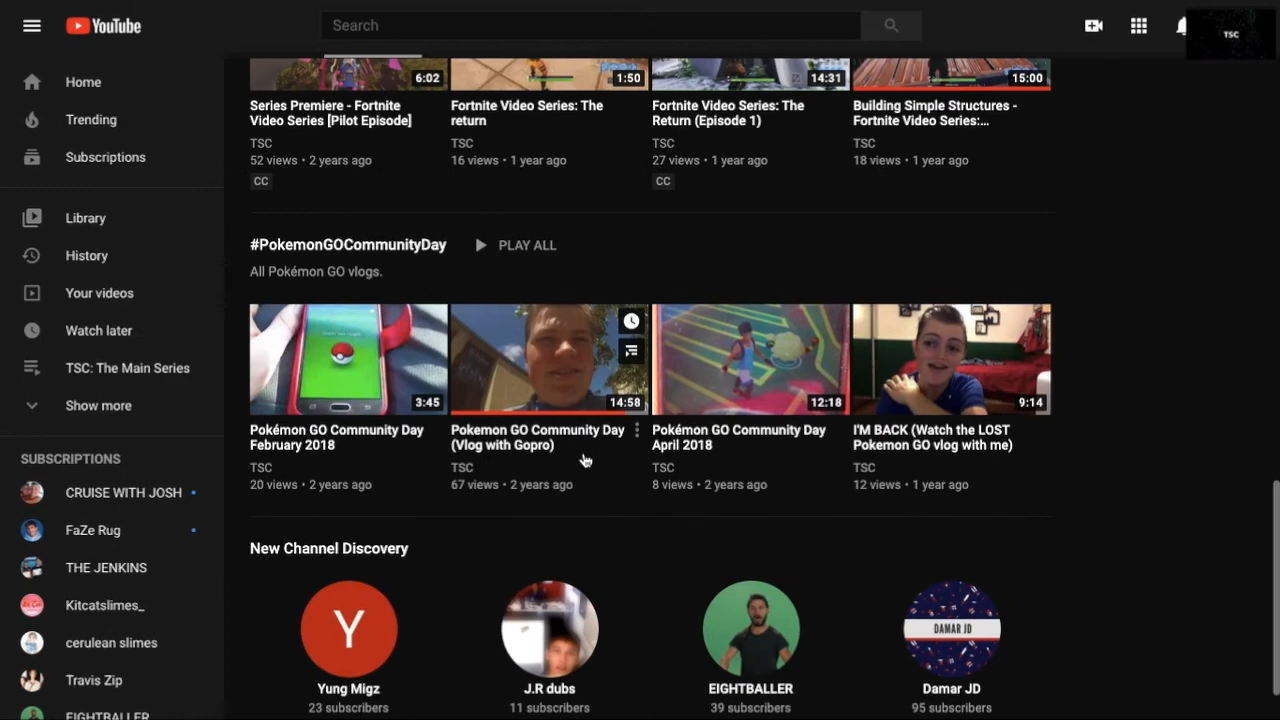 YouTube
Search
TSC
Home
Trending
Subscriptions
Library
History
Your videos
Watch later
TSC: The Main Series
Show more
SUBSCRIPTIONS
CRUISE WITH JOSH
FaZe Rug
THE JENKINS
Kitcatslimes_
cerulean slimes
Travis Zip
EIGHTBALLER
6:02
1:50
14:31
15:00
Series Premiere - Fortnite
Video Series [Pilot Episode]
TSC
52 views • 2 years ago
CC
Fortnite Video Series: The
return
TSC
16 views • 1 year ago
Fortnite Video Series: The
Return (Episode 1)
TSC
27 views • 1 year ago
CC
Building Simple Structures -
Fortnite Video Series:...
TSC
18 views • 1 year ago
#PokemonGOCommunityDay
PLAY ALL
All Pokémon GO vlogs.
3:45
14:58
12:18
9:14
Pokémon GO Community Day
February 2018
TSC
20 views • 2 years ago
Pokemon GO Community Day
(Vlog with Gopro)
TSC
67 views • 2 years ago
Pokémon GO Community Day
April 2018
TSC
8 views • 2 years ago
I'M BACK (Watch the LOST
Pokemon GO vlog with me)
TSC
12 views • 1 year ago
New Channel Discovery
Y
DAMAR JD
Yung Migz
23 subscribers
J.R dubs
11 subscribers
EIGHTBALLER
39 subscribers
Damar JD
95 subscribers